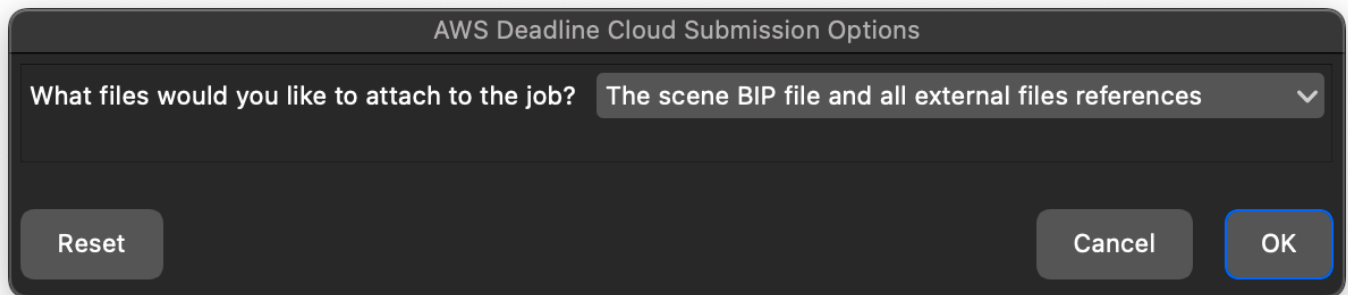 AWS Deadline Cloud Submission Options
What files would you like to attach to the job? The scene BIP file and all external files references
Reset Cancel OK